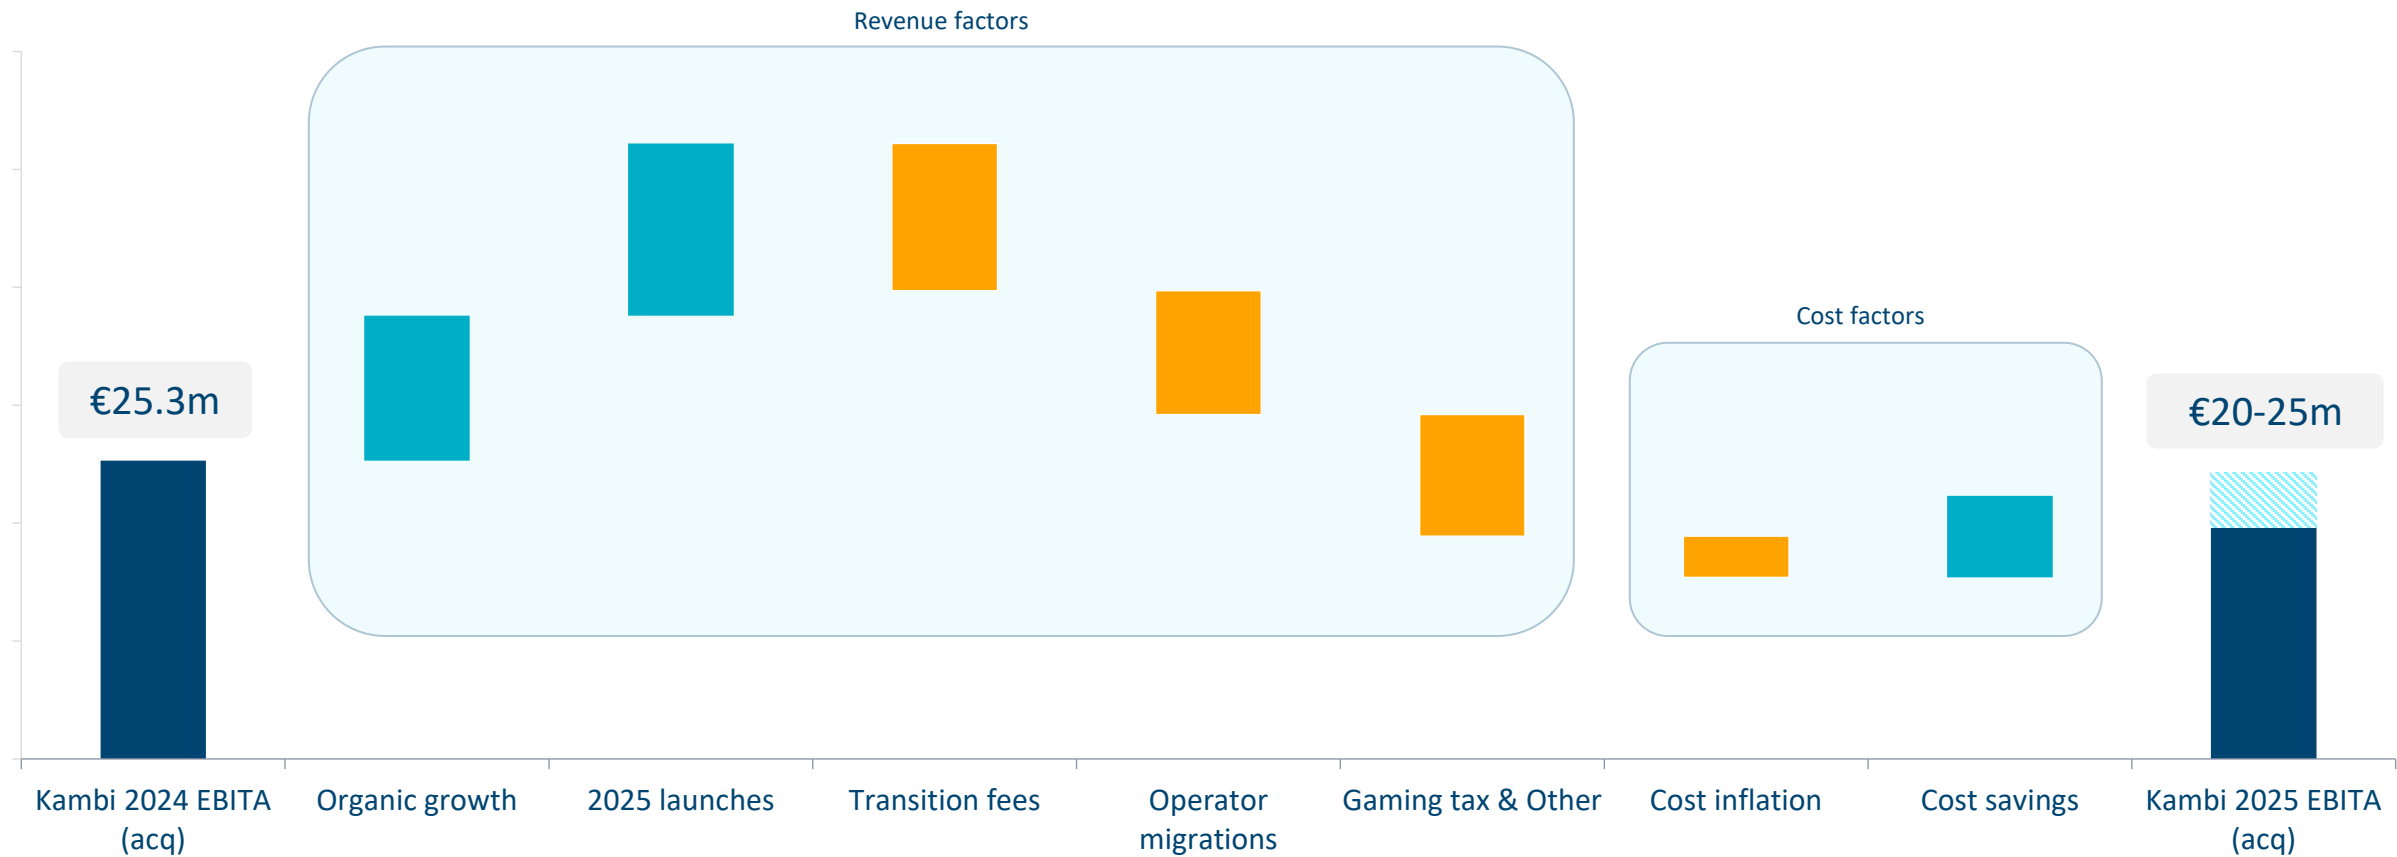 Revenue factors
Cost factors
€25.3m
€20-25m
Kambi 2024 EBITA
(acq)
Organic growth
2025 launches
Transition fees
Operator
migrations
Gaming tax & Other
Cost inflation
Cost savings
Kambi 2025 EBITA
(acq)